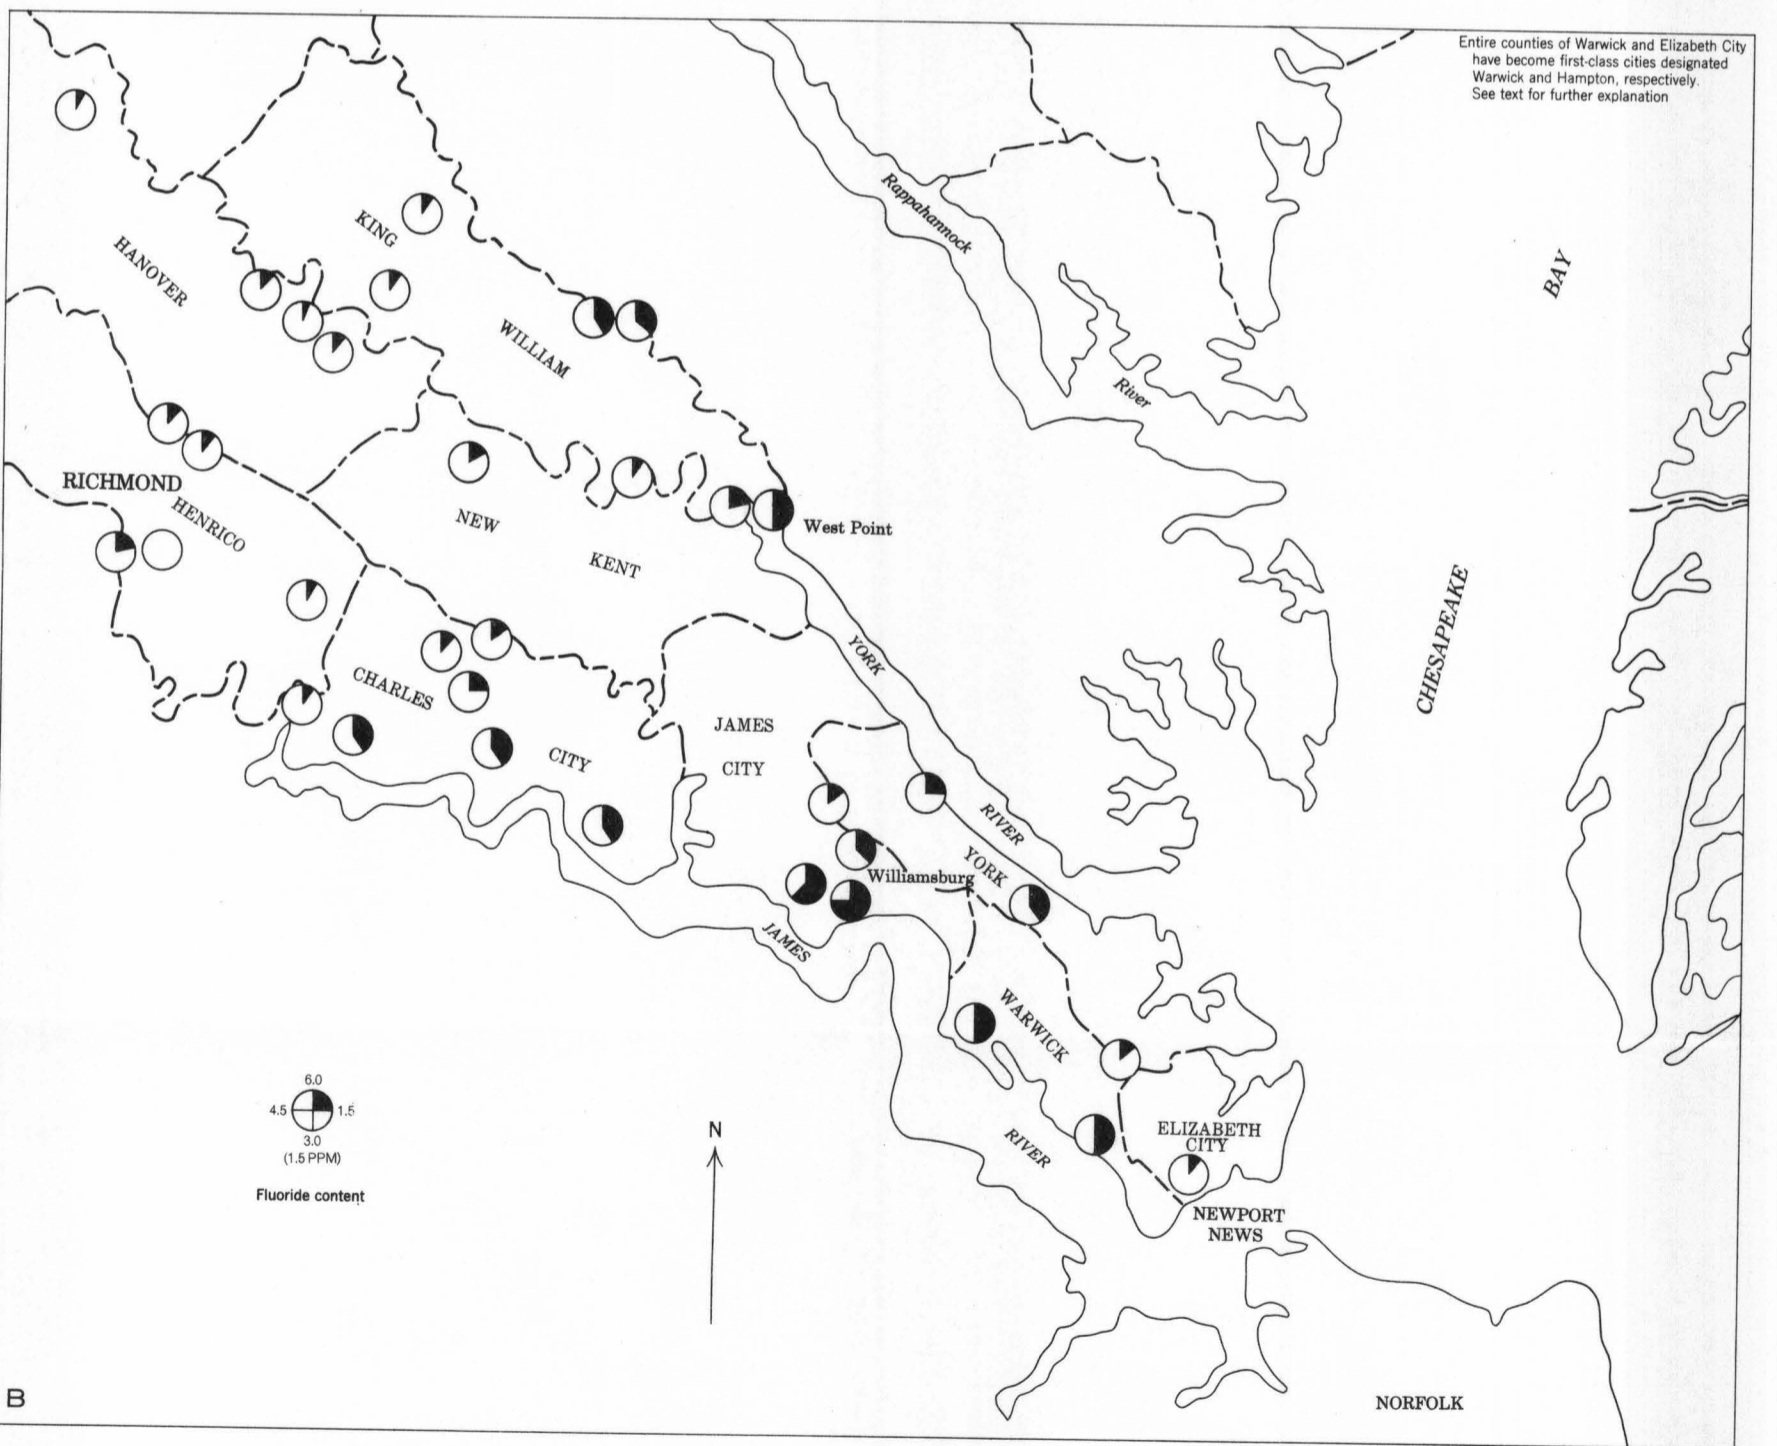 Entire counties of Warwick and Elizabeth City
have become first-class cities designated
Warwick and Hampton, respectively.
See text for further explanation
Rappahannock
River
BAY
CHESAPEAKE
KING
WILLIAM
HANOVER
RICHMOND
HENRICO
NEW
KENT
West Point
YORK
RIVER
CHARLES
CITY
JAMES
CITY
YORK
Williamsburg
JAMES
RIVER
WARWICK
ELIZABETH
CITY
NEWPORT
NEWS
NORFOLK
6.0
4.5
1.5
3.0
(1.5 PPM)
Fluoride content
N
B